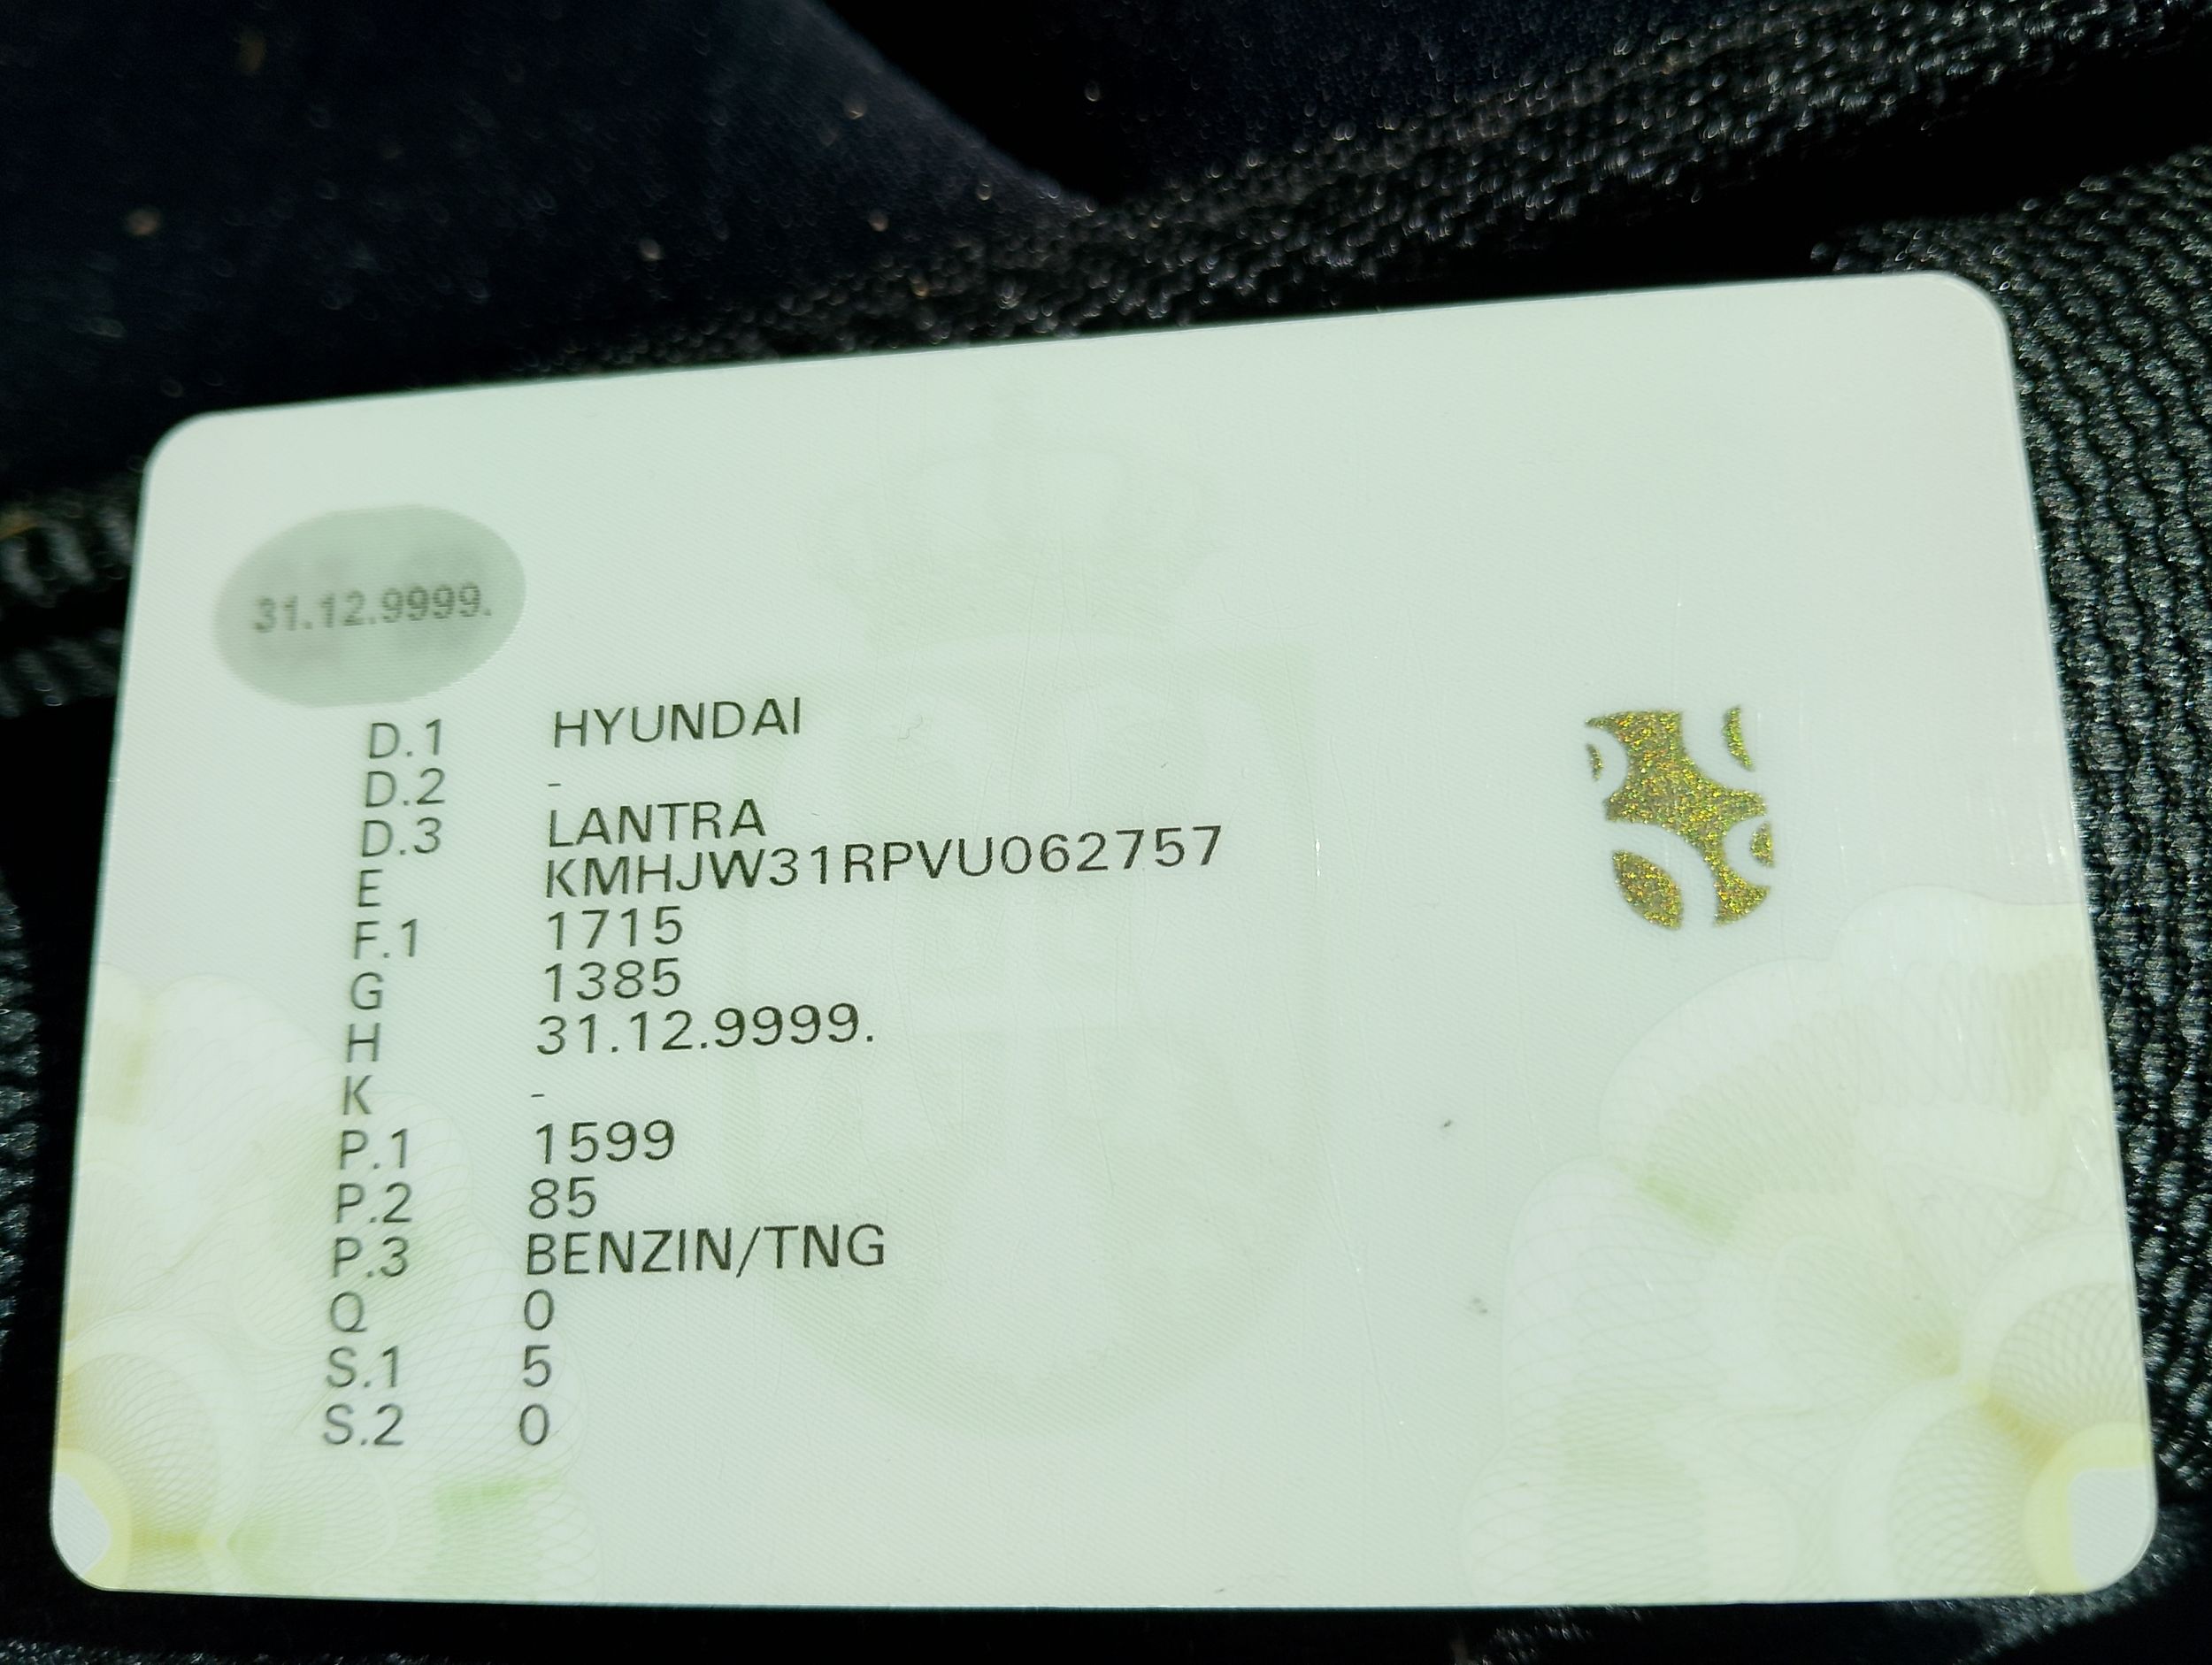 31.12.9999.
D.1 HYUNDAI
D.2 -
D.3 LANTRA
E KMHJW31RPVU062757
F.1 1715
G 1385
H 31.12.9999.
K -
P.1 1599
P.2 85
P.3 BENZIN/TNG
Q 0
S.1 5
S.2 0